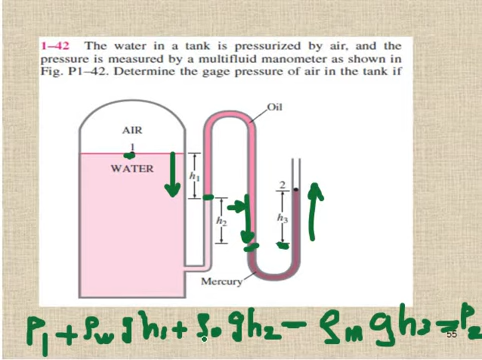 1–42 The water in a tank is pressurized by air, and the
pressure is measured by a multifluid manometer as shown in
Fig. P1–42. Determine the gage pressure of air in the tank if
Oil
AIR
1
WATER
h₁
2
h₂
h₃
Mercury
P₁ + ρw g h₁ + ρo g h₂ − ρm g h₃ = P₂
55